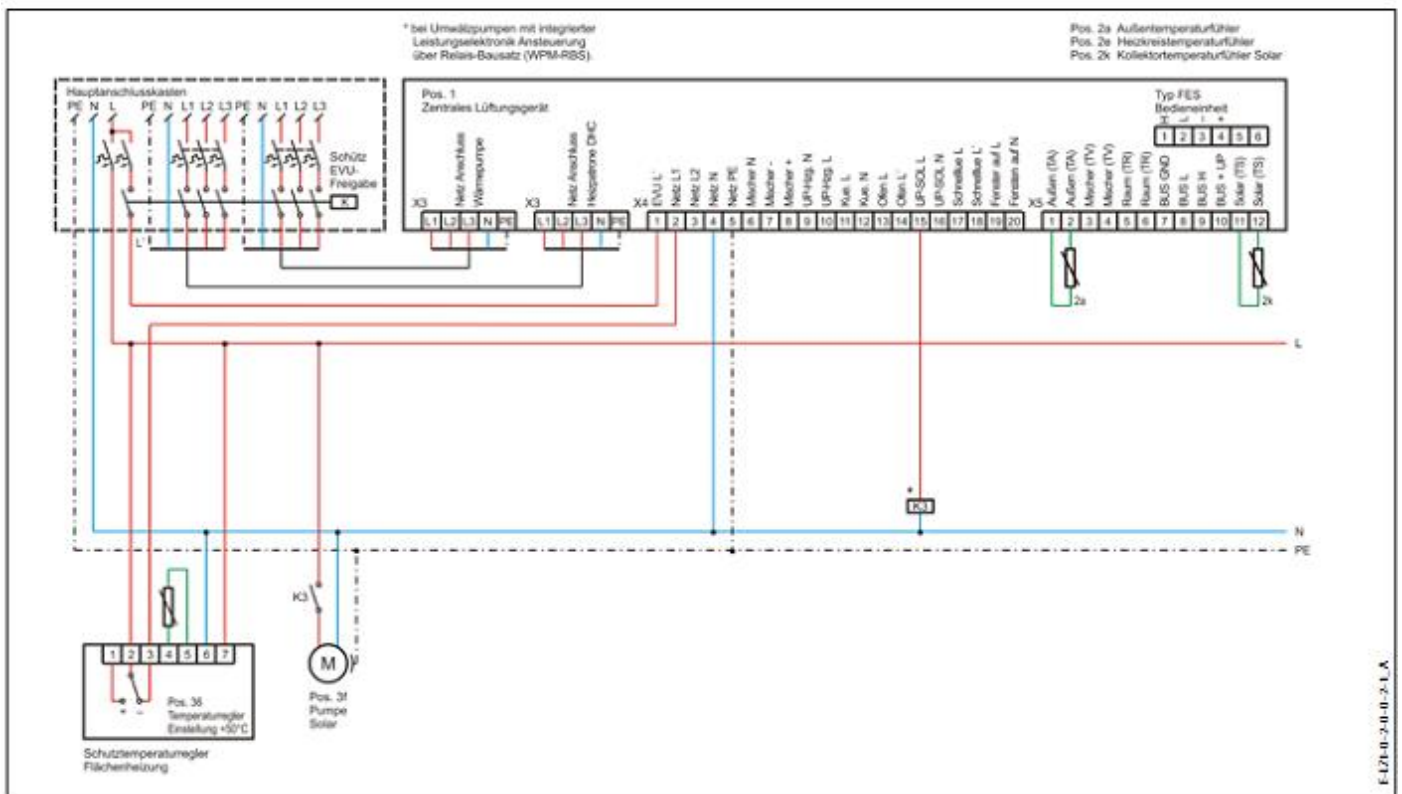 * bei Umwälzpumpen mit integrierter
Leistungselektronik Ansteuerung
über Relais-Bausatz (WPM-RBS).
Pos. 2a Außentemperaturfühler
Pos. 2e Heizkreistemperaturfühler
Pos. 2k Kollektortemperaturfühler Solar
Hauptanschlusskasten
PE N L PE N L1 L2 L3 PE N L1 L2 L3
Schütz
EVU-
Freigabe
K
L'
Pos. 1
Zentrales Lüftungsgerät
Typ FES
Bedieneinheit
H L − +
1 2 3 4 5 6
X3
Netz Anschluss
Wärmepumpe
L1 L2 L3 N PE
X3
Netz Anschluss
Heizpatrone DHC
L1 L2 L3 N PE
X4
EVU L'
Netz L1
Netz L2
Netz N
Netz PE
Mischer N
Mischer -
Mischer +
UP-Hzg. N
UP-Hzg. L
Kue. L
Kue. N
Ofen L
Ofen L'
UP-SOL L
UP-SOL N
Schnelllue L
Schnellue L'
Fenster auf L
Fenster auf N
1 2 3 4 5 6 7 8 9 10 11 12 13 14 15 16 17 18 19 20
X5
Außen (TA)
Außen (TA)
Mischer (TV)
Mischer (TV)
Raum (TR)
Raum (TR)
BUS GND
BUS L
BUS H
BUS + UP
Solar (TS)
Solar (TS)
1 2 3 4 5 6 7 8 9 10 11 12
2a
2k
L
*
K3
N
PE
K3
M
Pos. 3f
Pumpe
Solar
1 2 3 4 5 6 7
+ −
Pos. 36
Temperaturregler
Einstellung +50°C
Schutztemperaturregler
Flächenheizung